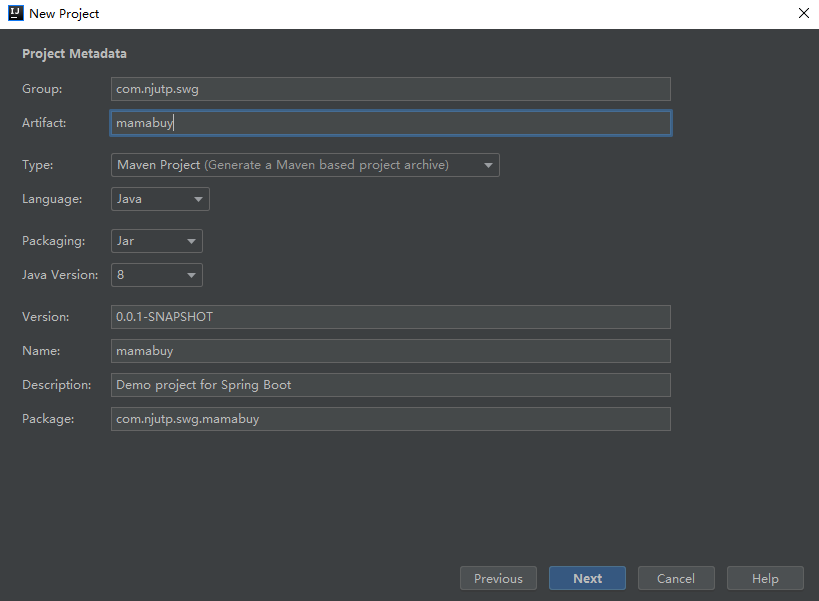 IJ New Project
Project Metadata
Group: com.njutp.swg
Artifact: mamabuy
Type: Maven Project (Generate a Maven based project archive)
Language: Java
Packaging: Jar
Java Version: 8
Version: 0.0.1-SNAPSHOT
Name: mamabuy
Description: Demo project for Spring Boot
Package: com.njutp.swg.mamabuy
Previous Next Cancel Help